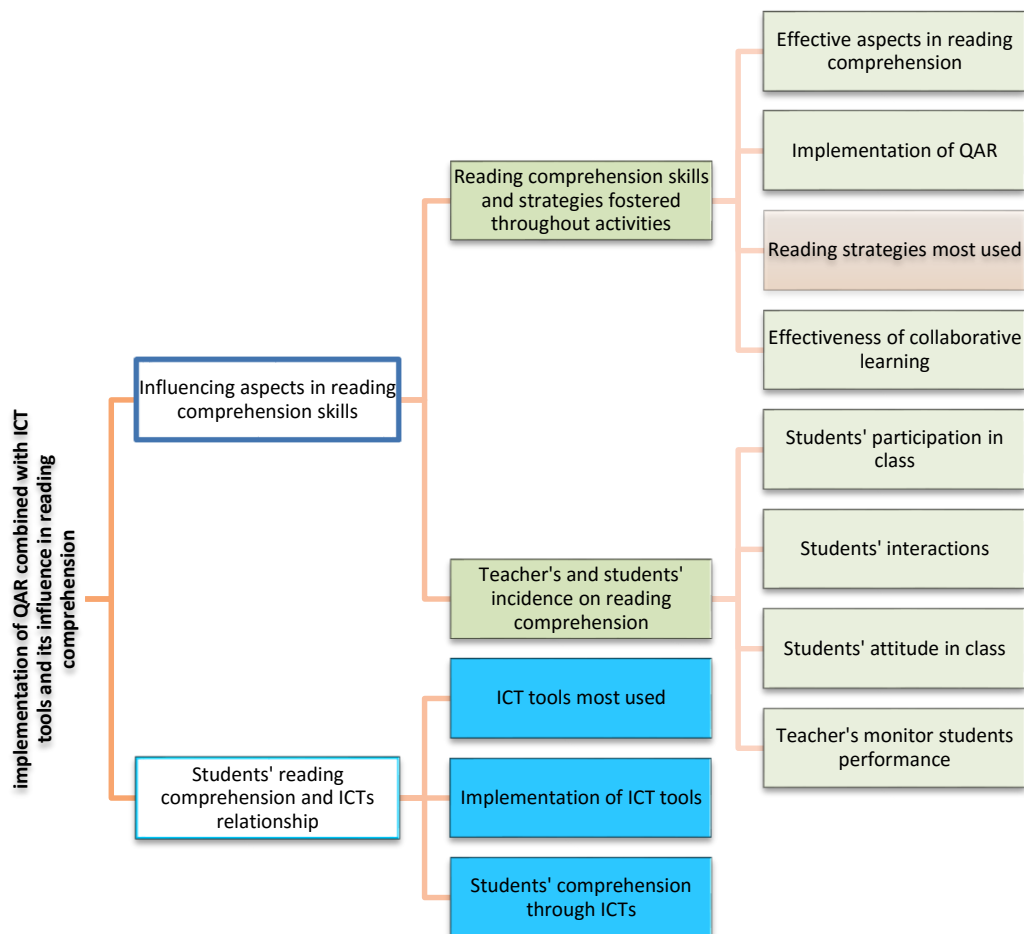 implementation of QAR combined with ICT
tools and its influence in reading
comprehension
Influencing aspects in reading
comprehension skills
Reading comprehension skills
and strategies fostered
throughout activities
Effective aspects in reading
comprehension
Implementation of QAR
Reading strategies most used
Effectiveness of collaborative
learning
Teacher's and students'
incidence on reading
comprehension
Students' participation in
class
Students' interactions
Students' attitude in class
Teacher's monitor students
performance
Students' reading
comprehension and ICTs
relationship
ICT tools most used
Implementation of ICT tools
Students' comprehension
through ICTs